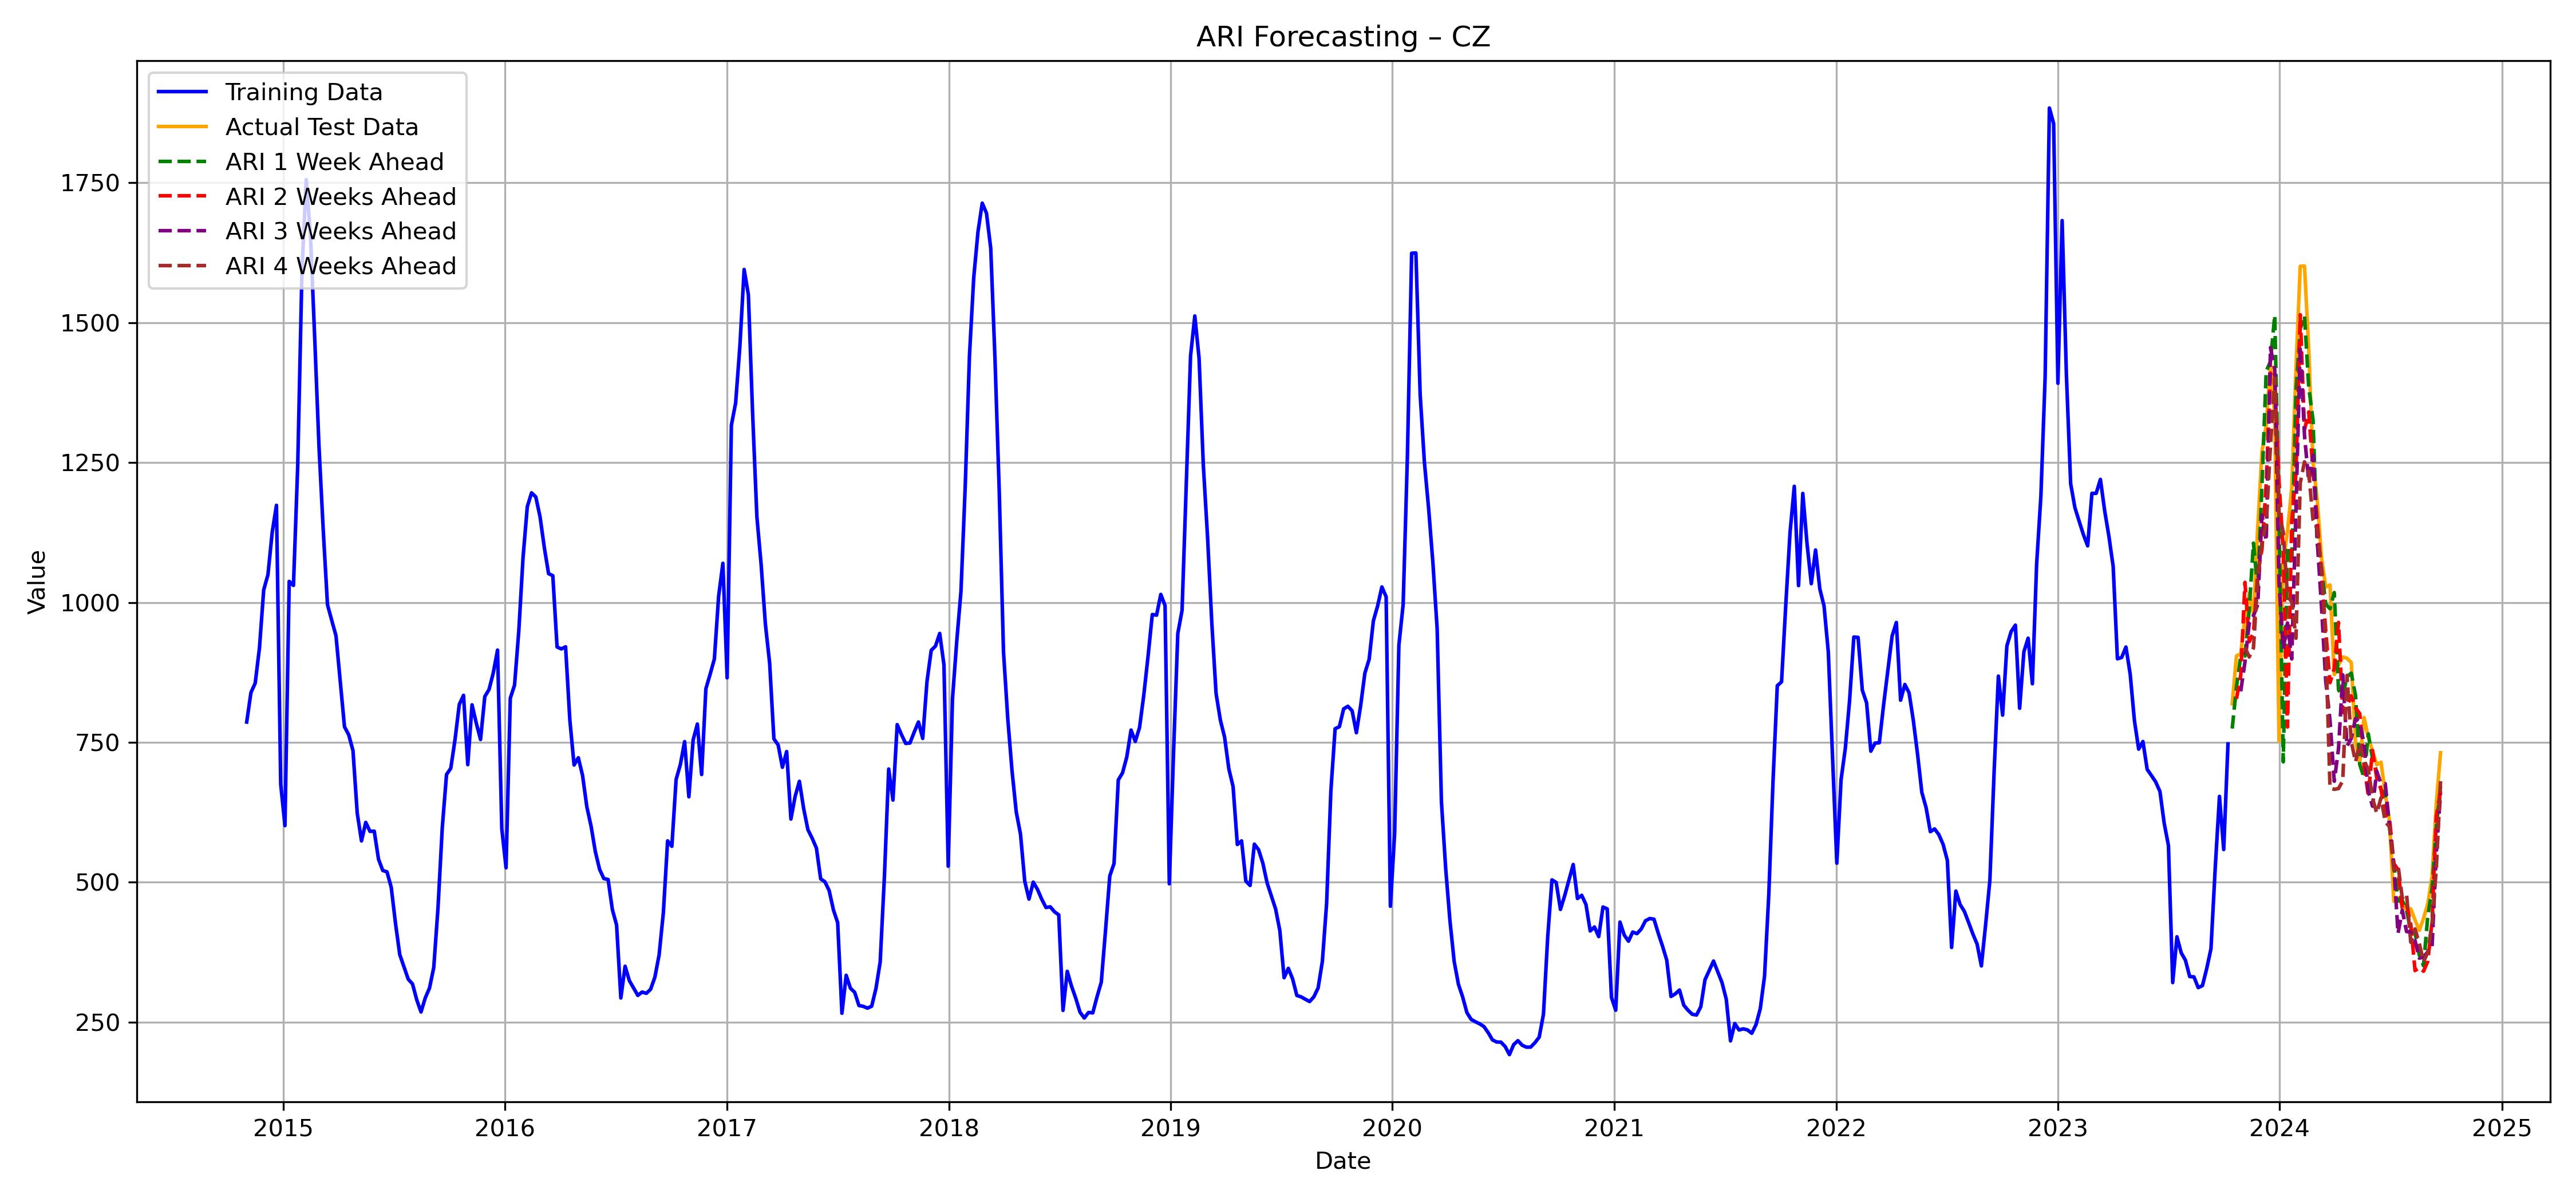 ARI Forecasting – CZ
Training Data
Actual Test Data
ARI 1 Week Ahead
ARI 2 Weeks Ahead
ARI 3 Weeks Ahead
ARI 4 Weeks Ahead
1750
1500
1250
1000
750
500
250
Value
2015 2016 2017 2018 2019 2020 2021 2022 2023 2024 2025
Date